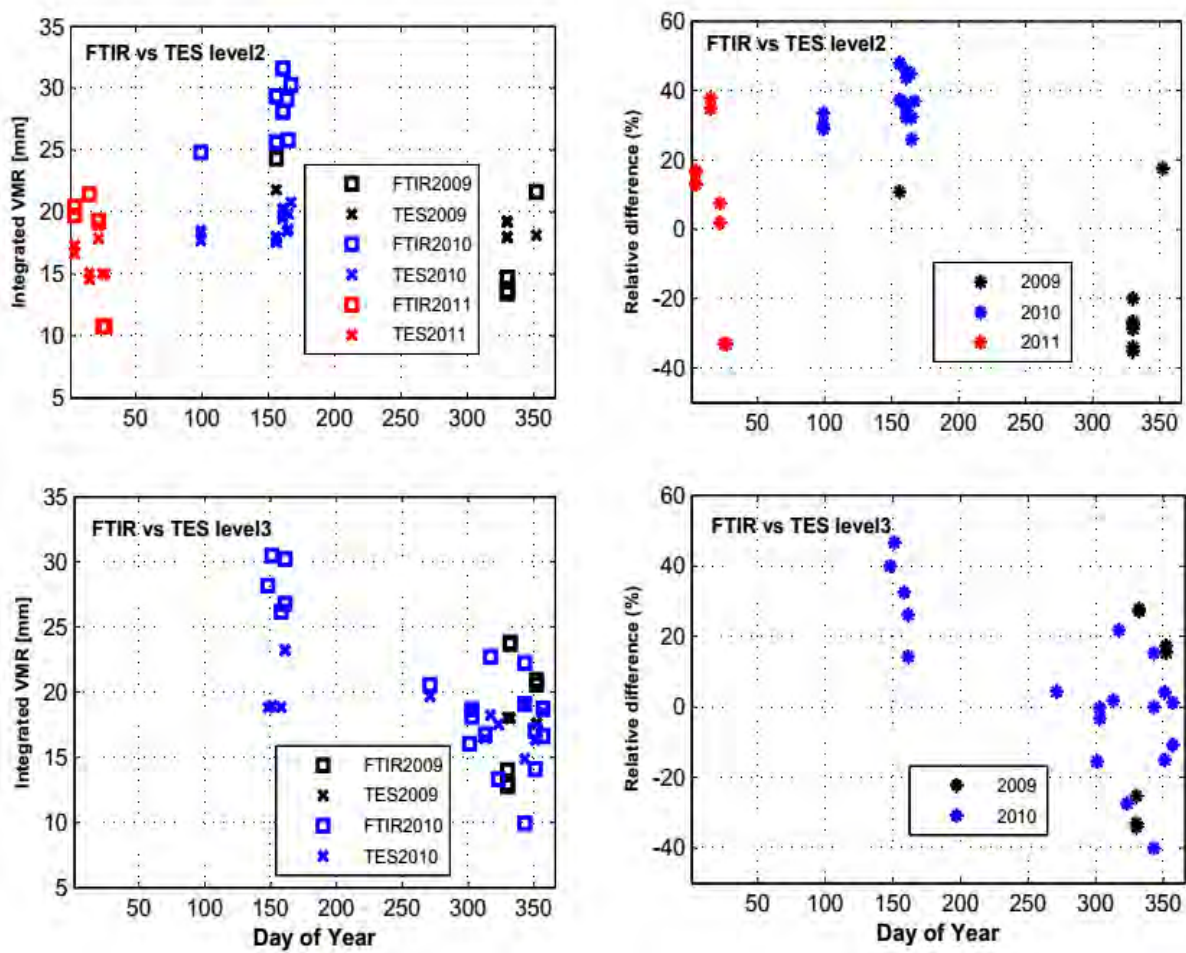 35
30
25
20
15
10
5
Integrated VMR [mm]
FTIR vs TES level2
FTIR2009
TES2009
FTIR2010
TES2010
FTIR2011
TES2011
50 100 150 200 250 300 350
60
40
20
0
-20
-40
Relative difference (%)
FTIR vs TES level2
2009
2010
2011
50 100 150 200 250 300 350
35
30
25
20
15
10
5
Integrated VMR [mm]
FTIR vs TES level3
FTIR2009
TES2009
FTIR2010
TES2010
50 100 150 200 250 300 350
Day of Year
60
40
20
0
-20
-40
Relative difference (%)
FTIR vs TES level3
2009
2010
50 100 150 200 250 300 350
Day of Year